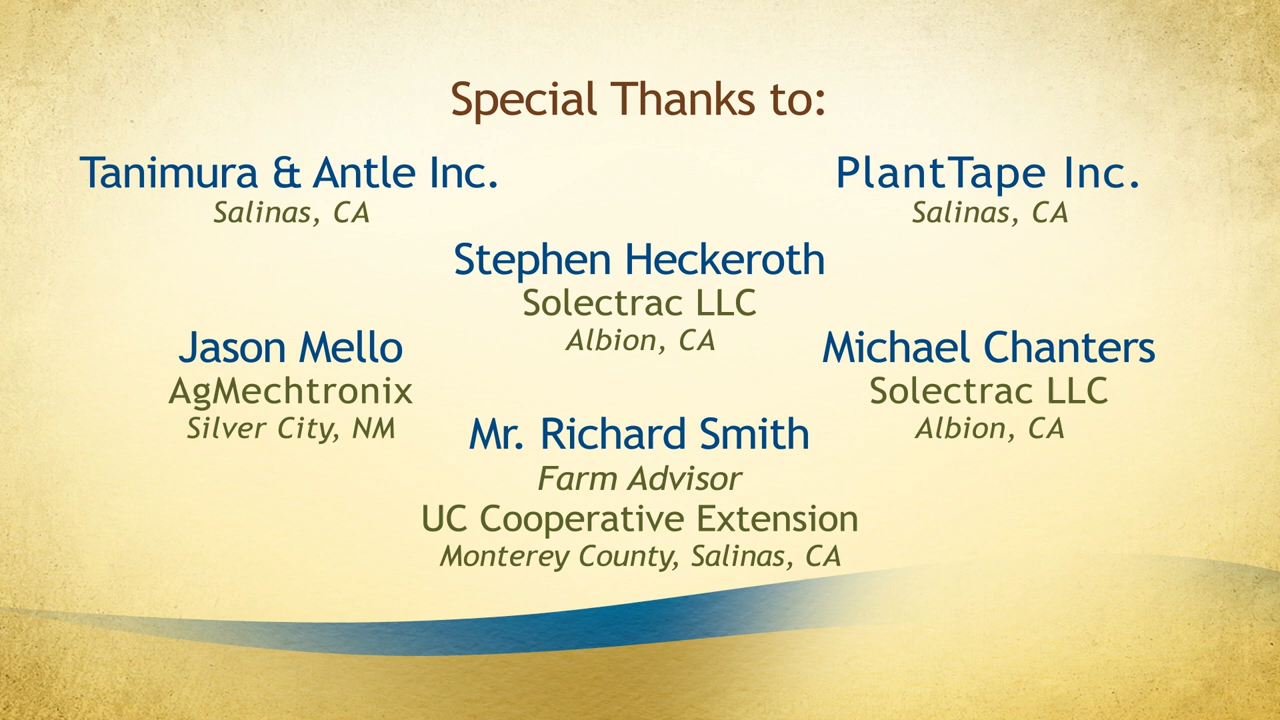 Special Thanks to:
Tanimura & Antle Inc.
Salinas, CA
PlantTape Inc.
Salinas, CA
Stephen Heckeroth
Solectrac LLC
Albion, CA
Jason Mello
AgMechtronix
Silver City, NM
Michael Chanters
Solectrac LLC
Albion, CA
Mr. Richard Smith
Farm Advisor
UC Cooperative Extension
Monterey County, Salinas, CA